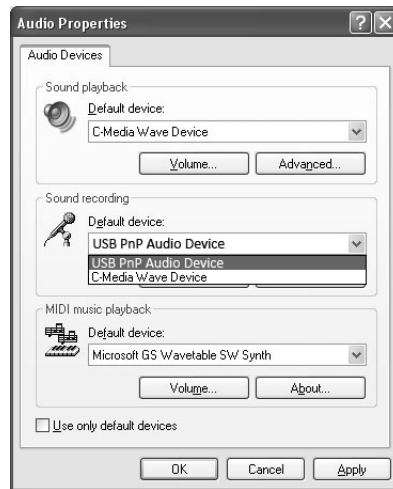 Audio Properties
Audio Devices
Sound playback
Default device:
C-Media Wave Device
Volume...
Advanced...
Sound recording
Default device:
USB PnP Audio Device
USB PnP Audio Device
C-Media Wave Device
MIDI music playback
Default device:
Microsoft GS Wavetable SW Synth
Volume...
About...
Use only default devices
OK
Cancel
Apply